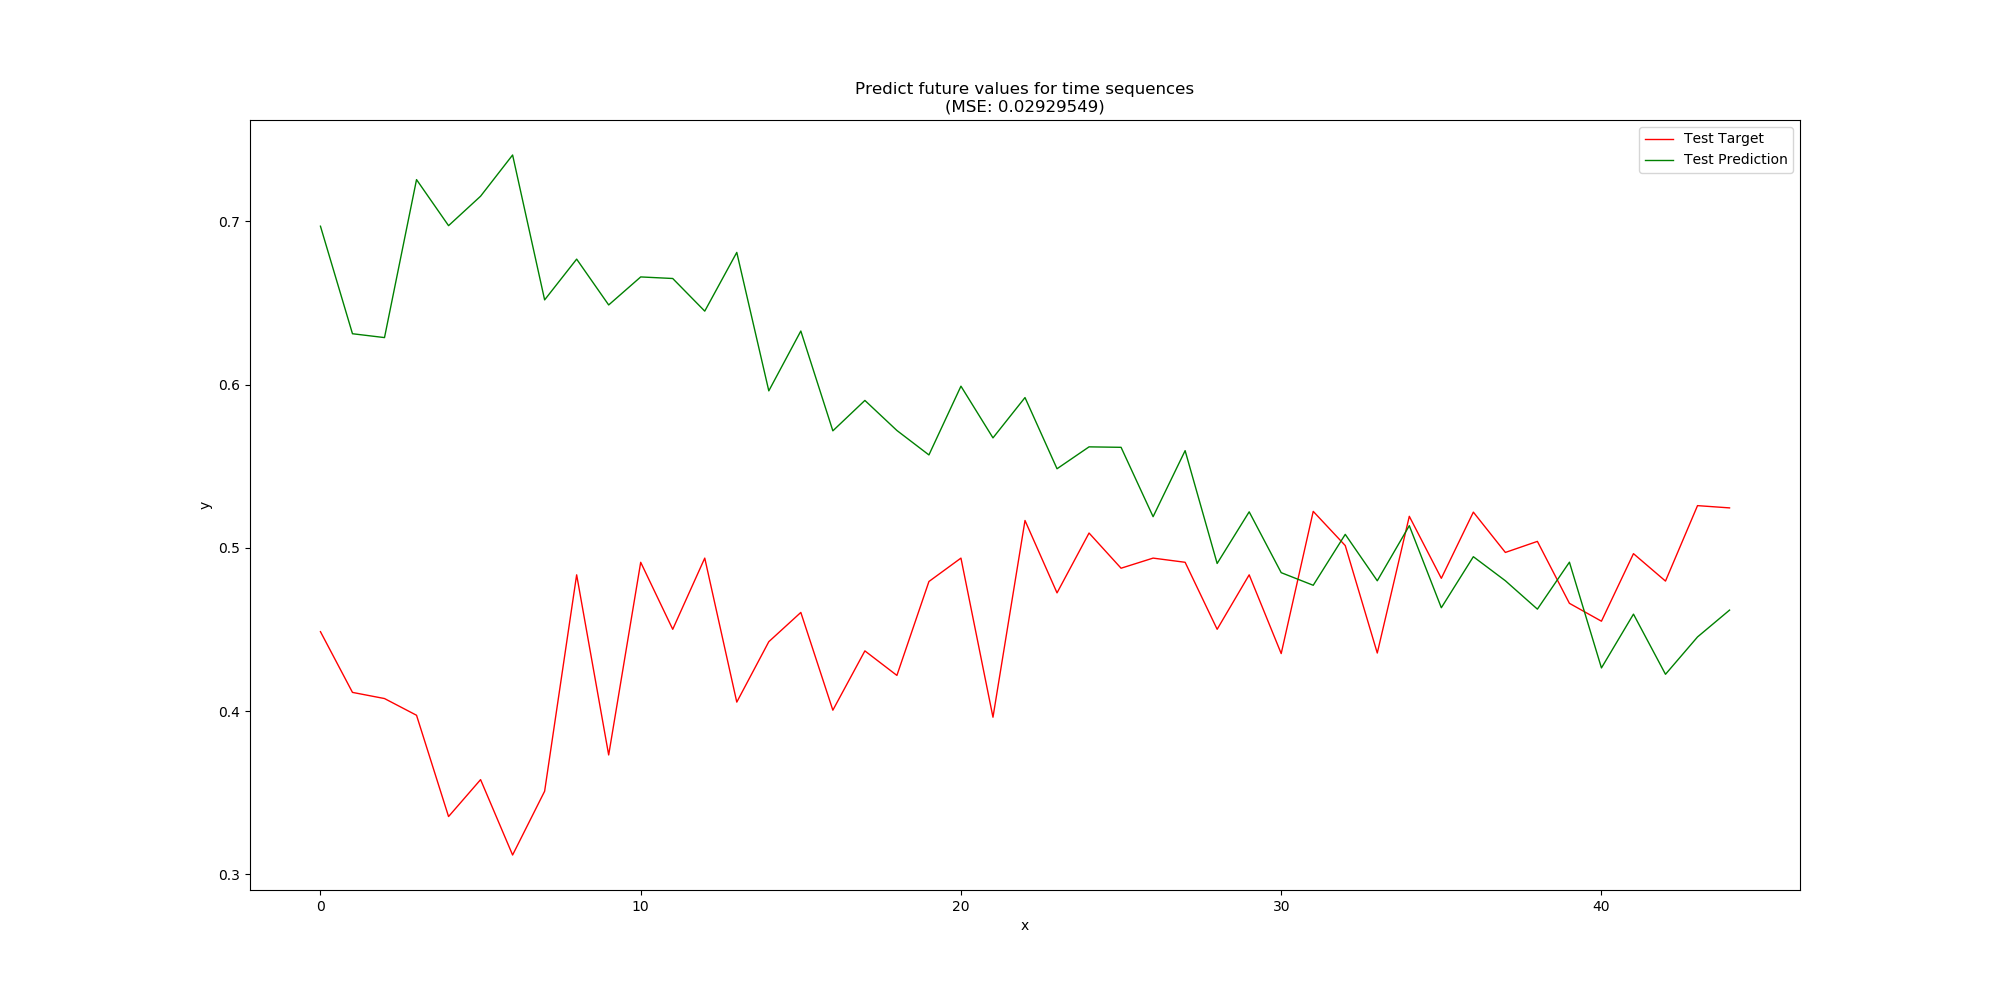 Predict future values for time sequences
(MSE: 0.02929549)
Test Target
Test Prediction
0.7
0.6
0.5
0.4
0.3
y
0 10 20 30 40
x